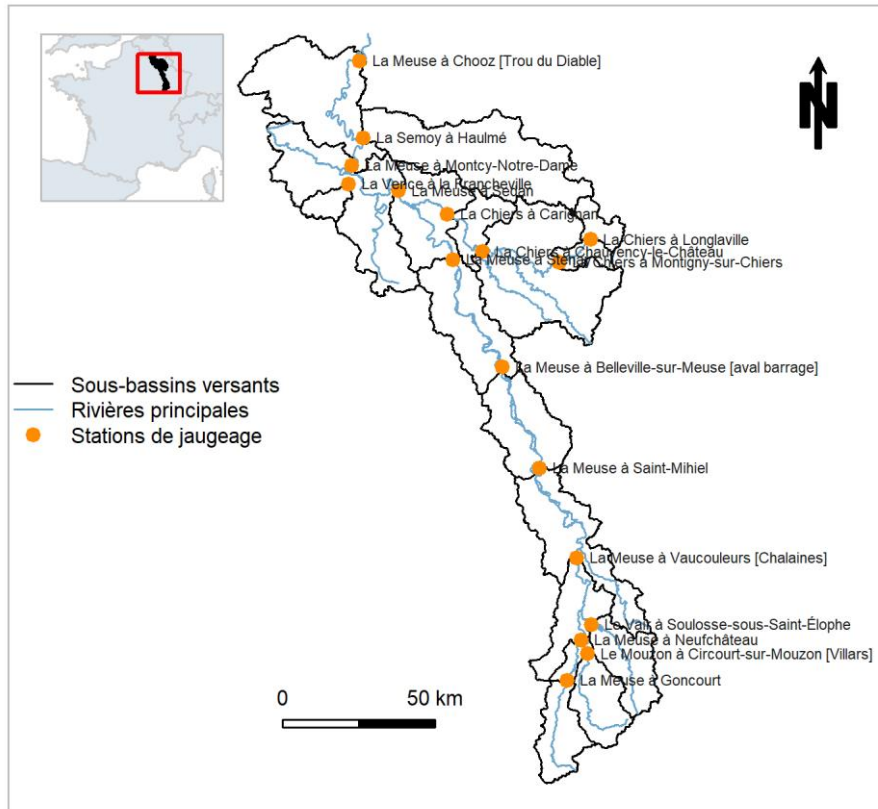 N
La Meuse à Chooz [Trou du Diable]
La Semoy à Haulmé
La Meuse à Montcy-Notre-Dame
La Vence à la Francheville
La Meuse à Sedan
La Chiers à Carignan
La Chiers à Longlaville
La Chiers à Chauvency-le-Château
La Meuse à Stenay
La Chiers à Montigny-sur-Chiers
La Meuse à Belleville-sur-Meuse [aval barrage]
Sous-bassins versants
Rivières principales
Stations de jaugeage
La Meuse à Saint-Mihiel
La Meuse à Vaucouleurs [Chalaines]
Le Vair à Soulosse-sous-Saint-Élophe
La Meuse à Neufchâteau
Le Mouzon à Circourt-sur-Mouzon [Villars]
La Meuse à Goncourt
0 50 km